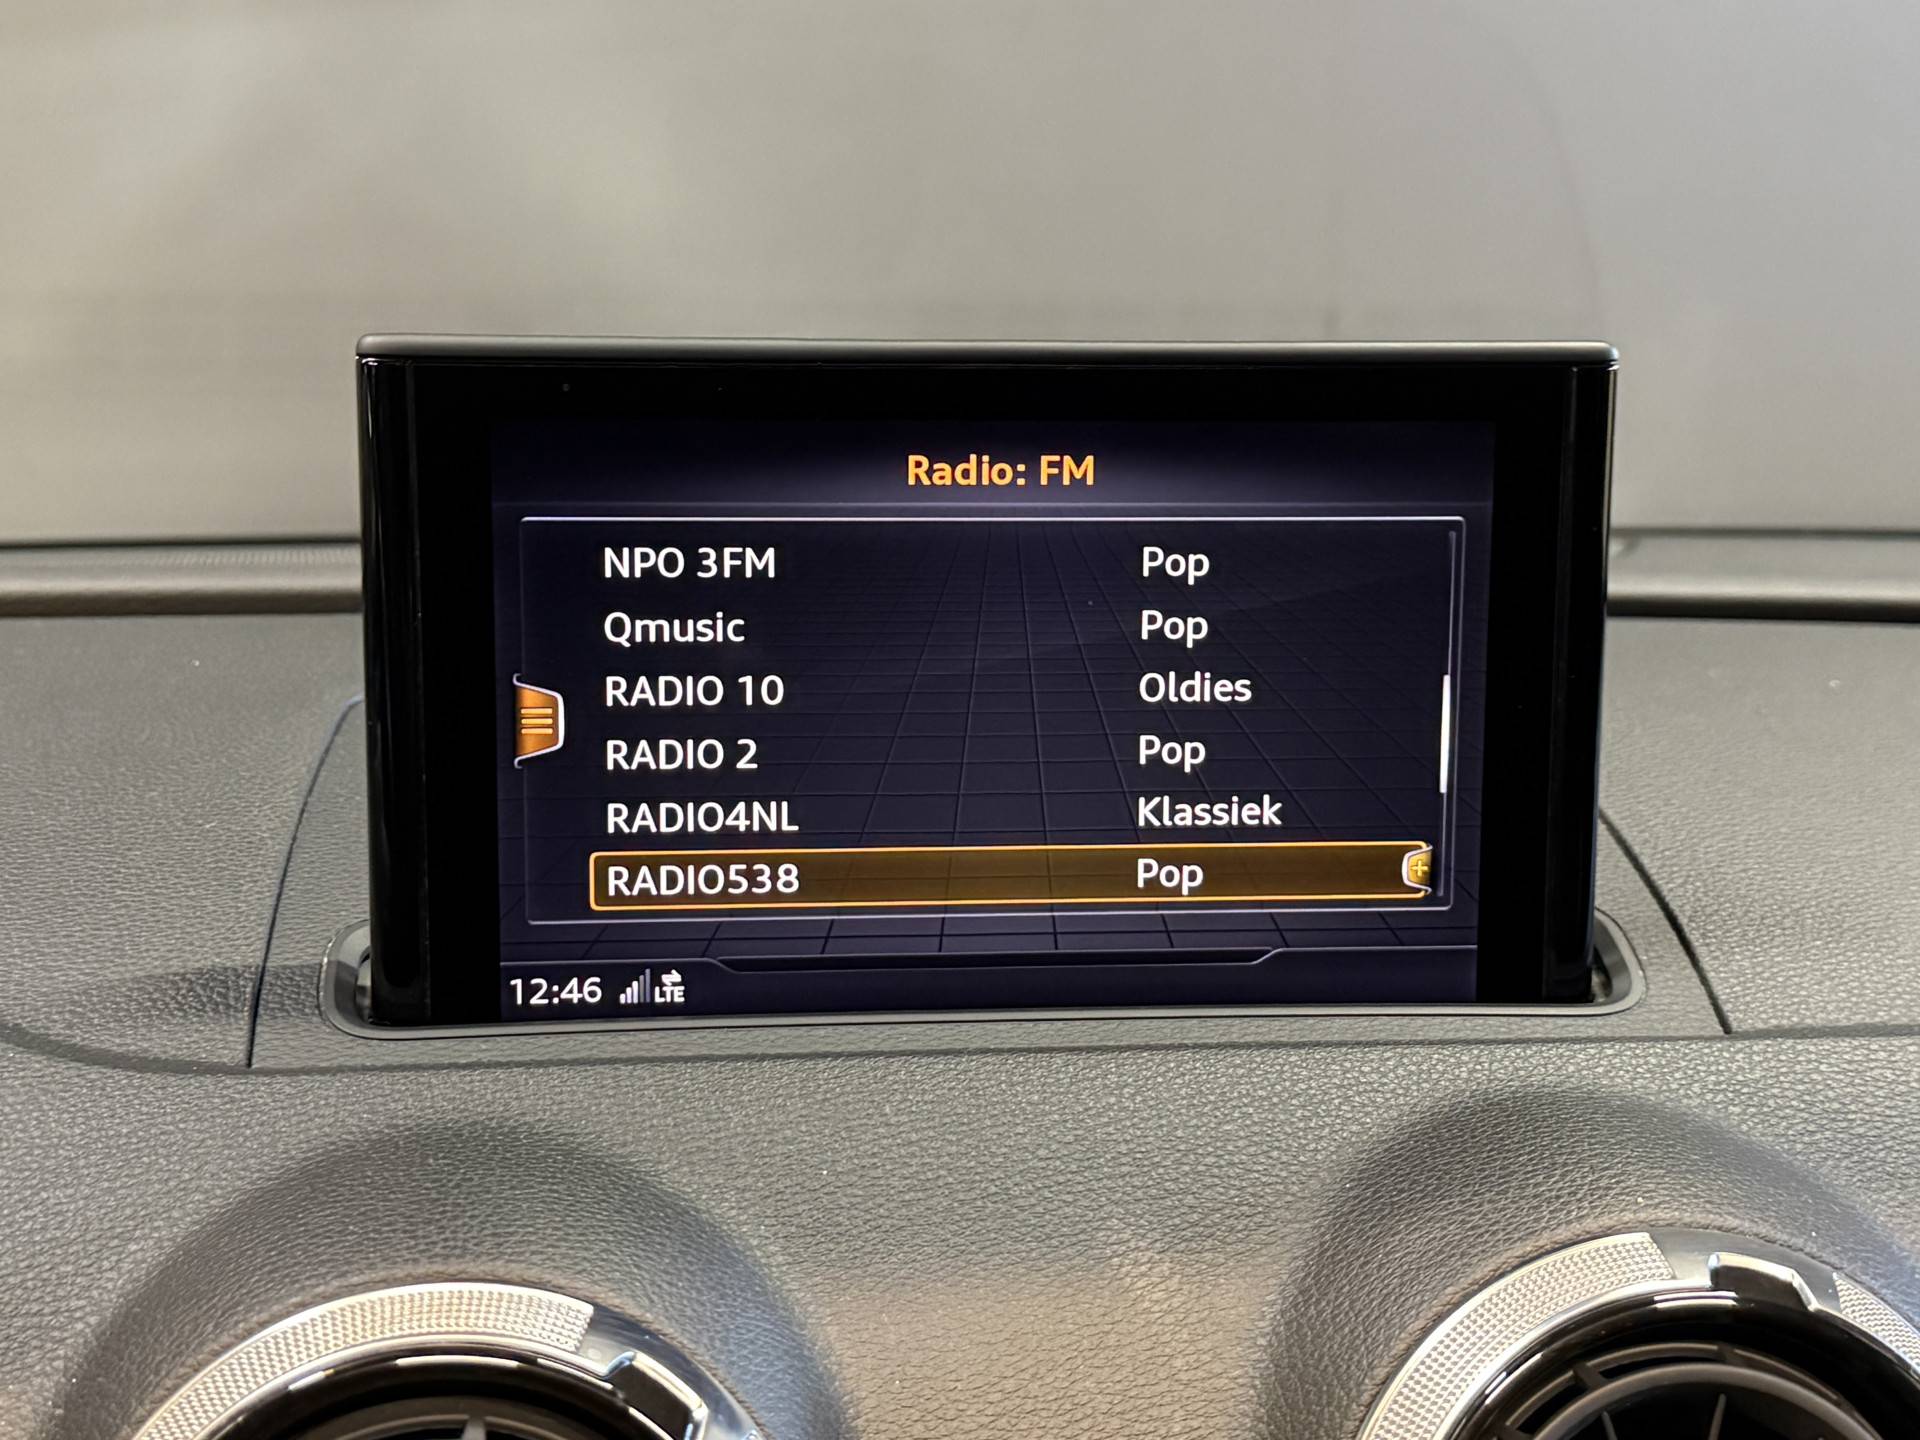 Radio: FM
NPO 3FM Pop
Qmusic Pop
RADIO 10 Oldies
RADIO 2 Pop
RADIO4NL Klassiek
RADIO538 Pop
12:46 LTE